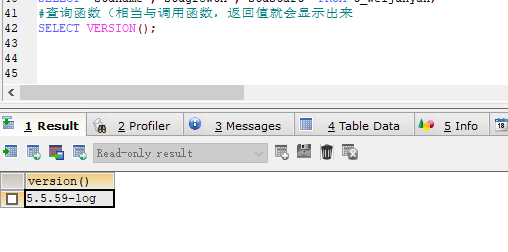 41
#查询函数（相当与调用函数，返回值就会显示出来
42
SELECT VERSION();
43
44
45
1 Result
2 Profiler
3 Messages
4 Table Data
5 Info
18
Read-only result
version()
5.5.59-log